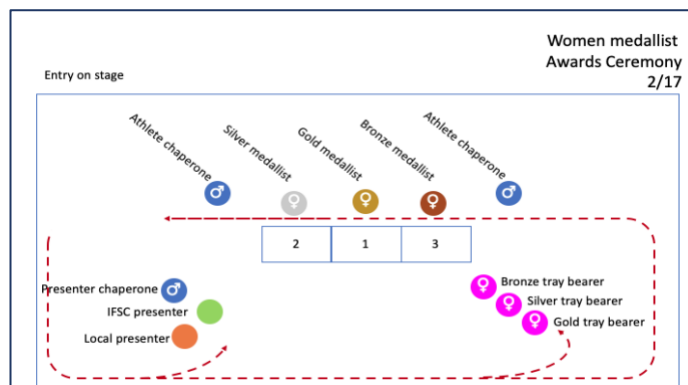 Women medallist
Awards Ceremony
2/17
Entry on stage
Athlete chaperone
Silver medallist
Gold medallist
Bronze medallist
Athlete chaperone
2
1
3
Presenter chaperone
IFSC presenter
Local presenter
Bronze tray bearer
Silver tray bearer
Gold tray bearer